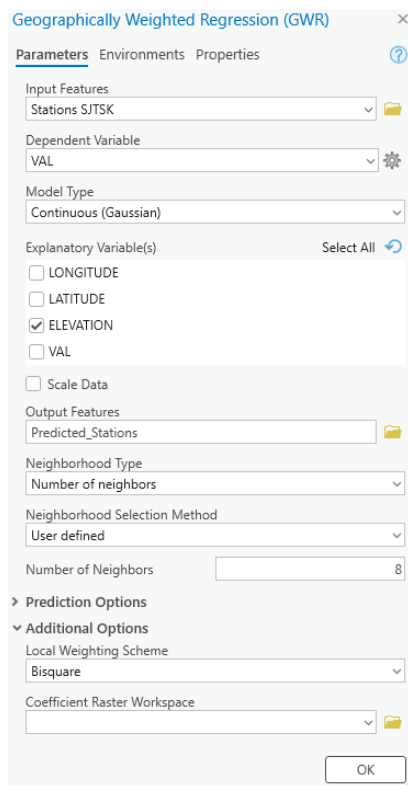 Geographically Weighted Regression (GWR) ×
Parameters Environments Properties ?
Input Features
Stations SJTSK
Dependent Variable
VAL
Model Type
Continuous (Gaussian)
Explanatory Variable(s) Select All
LONGITUDE
LATITUDE
ELEVATION
VAL
Scale Data
Output Features
Predicted_Stations
Neighborhood Type
Number of neighbors
Neighborhood Selection Method
User defined
Number of Neighbors 8
Prediction Options
Additional Options
Local Weighting Scheme
Bisquare
Coefficient Raster Workspace
OK